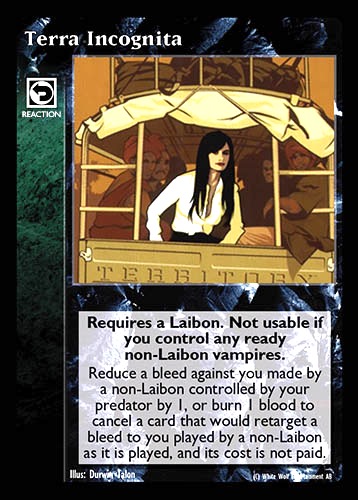 Terra Incognita
REACTION
TERRITORY
Requires a Laibon. Not usable if
you control any ready
non-Laibon vampires.
Reduce a bleed against you made by
a non-Laibon controlled by your
predator by 1, or burn 1 blood to
cancel a card that would retarget a
bleed to you played by a non-Laibon
as it is played, and its cost is not paid.
Illus: Durwin Talon
(C) White Wolf Entertainment AB